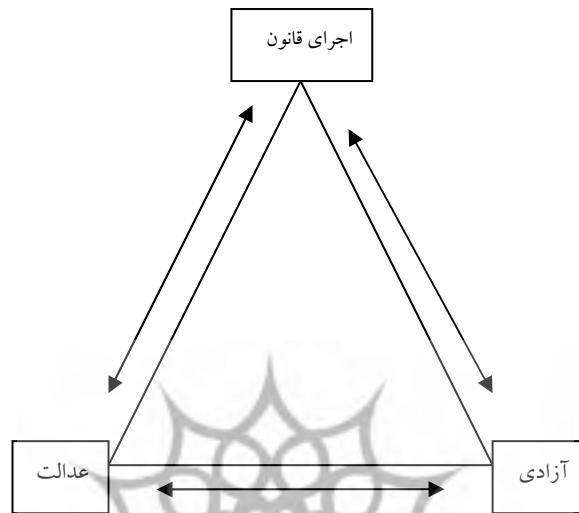 اجرای قانون
عدالت
آزادی